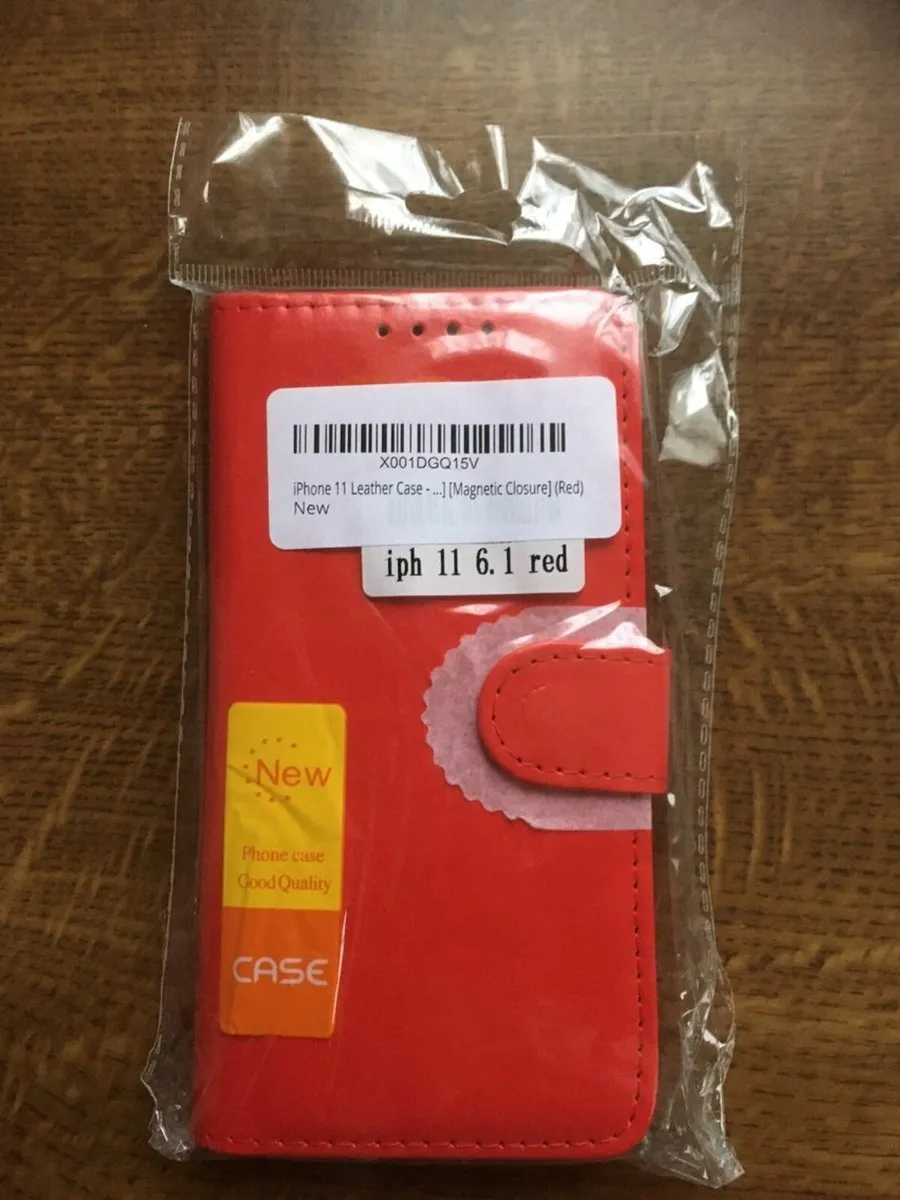 X001DGQ15V
iPhone 11 Leather Case - ...] [Magnetic Closure] (Red)
New
iph 11 6.1 red
New
Phone case
Good Quality
CASE